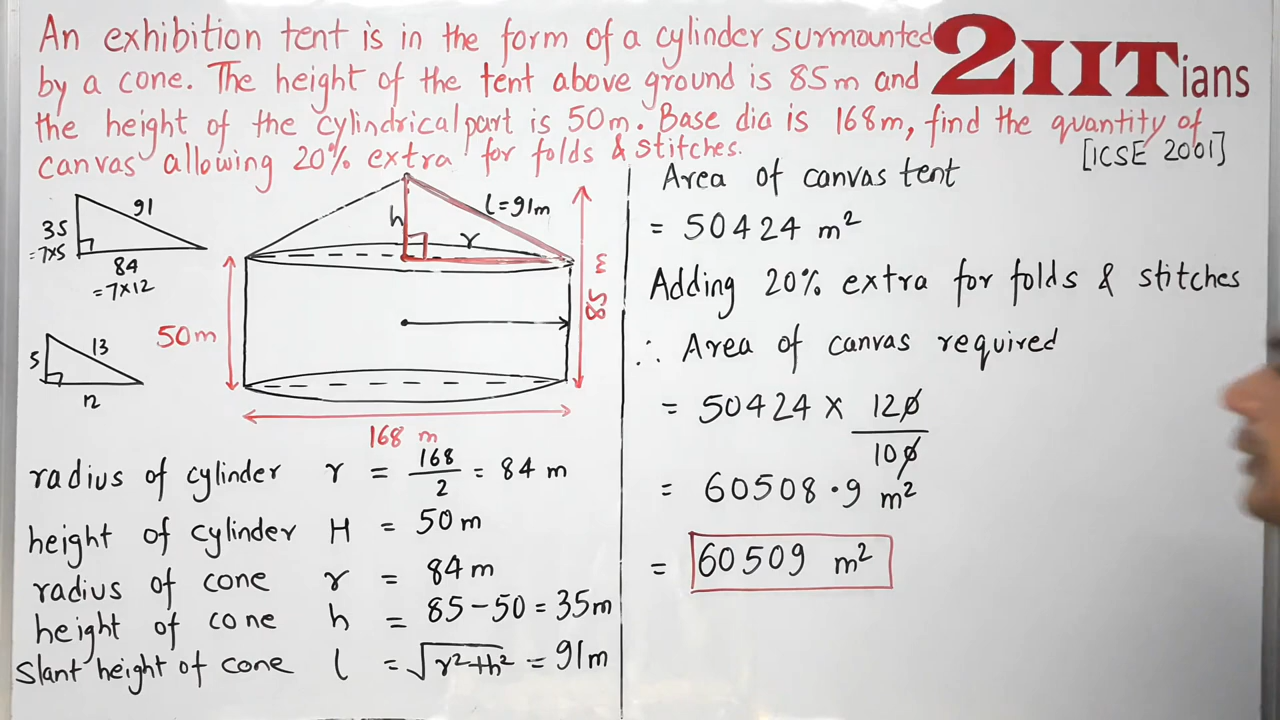 An exhibition tent is in the form of a cylinder surmounted
by a cone. The height of the tent above ground is 85m and
the height of the cylindrical part is 50m. Base dia is 168m, find the quantity of
canvas allowing 20% extra for folds & stitches.
[ICSE 2001]
2IITians
35
= 7×5
91
84
= 7×12
5
13
12
h
l = 91m
r
50m
85 m
168 m
radius of cylinder r = 168/2 = 84 m
height of cylinder H = 50m
radius of cone r = 84m
height of cone h = 85-50 = 35m
Slant height of cone l = √r²+h² = 91m
Area of canvas tent
= 50424 m²
Adding 20% extra for folds & stitches
∴ Area of canvas required
= 50424 × 120/100
= 60508.9 m²
= 60509 m²